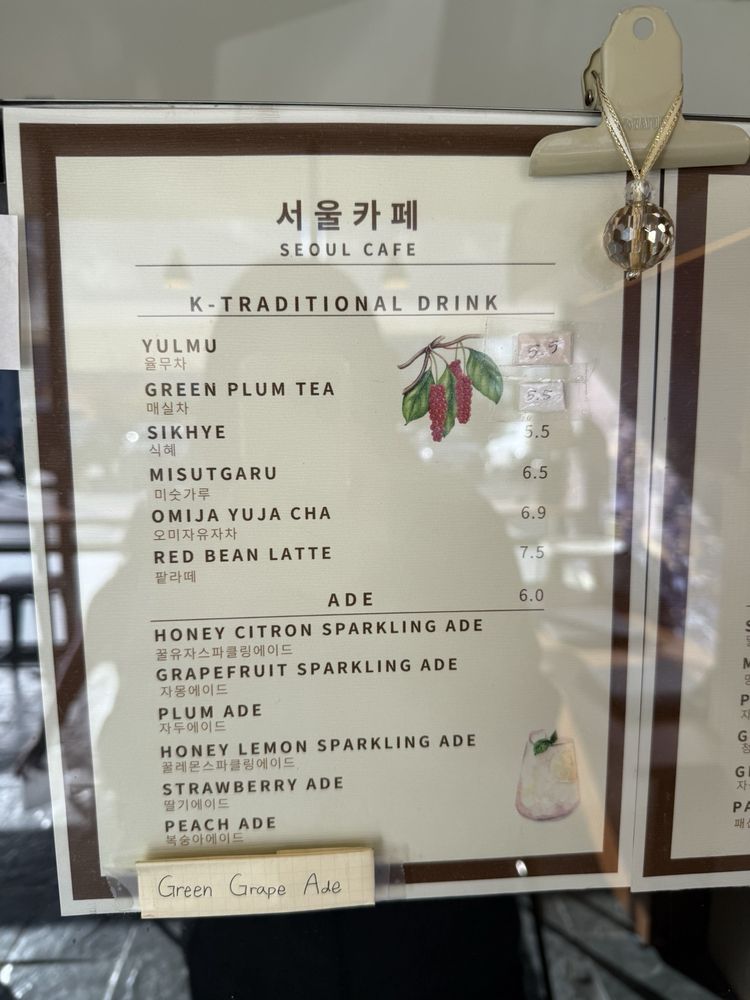 서울카페
SEOUL CAFE
K-TRADITIONAL DRINK
YULMU 5.5
율무차
GREEN PLUM TEA 5.5
매실차
SIKHYE 5.5
식혜
MISUTGARU 6.5
미숫가루
OMIJA YUJA CHA 6.9
오미자유자차
RED BEAN LATTE 7.5
팥라떼
ADE 6.0
HONEY CITRON SPARKLING ADE
꿀유자스파클링에이드
GRAPEFRUIT SPARKLING ADE
자몽에이드
PLUM ADE
자두에이드
HONEY LEMON SPARKLING ADE
꿀레몬스파클링에이드
STRAWBERRY ADE
딸기에이드
PEACH ADE
복숭아에이드
Green Grape Ade